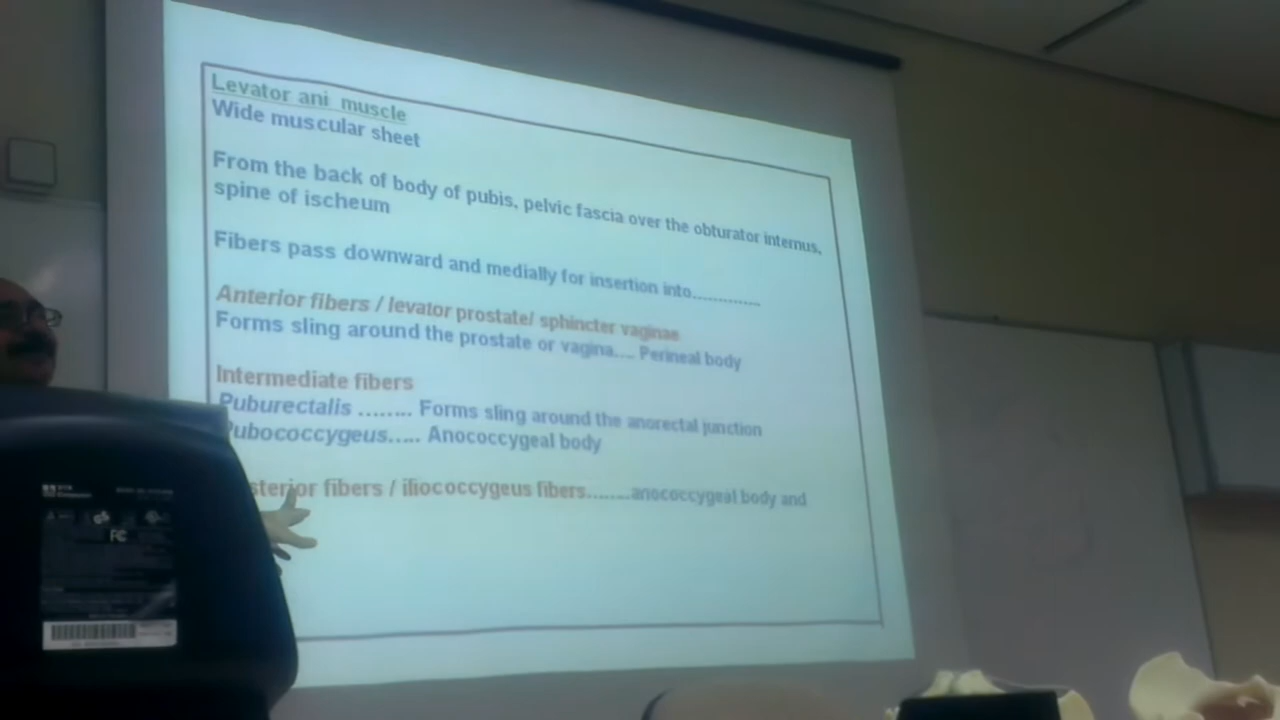 Levator ani muscle
Wide muscular sheet
From the back of body of pubis, pelvic fascia over the obturator internus,
spine of ischeum
Fibers pass downward and medially for insertion into.............
Anterior fibers / levator prostate/ sphincter vaginae
Forms sling around the prostate or vagina.... Perineal body
Intermediate fibers
Puburectalis ........ Forms sling around the anorectal junction
Pubococcygeus..... Anococcygeal body
sterior fibers / iliococcygeus fibers........anococcygeal body and
FC